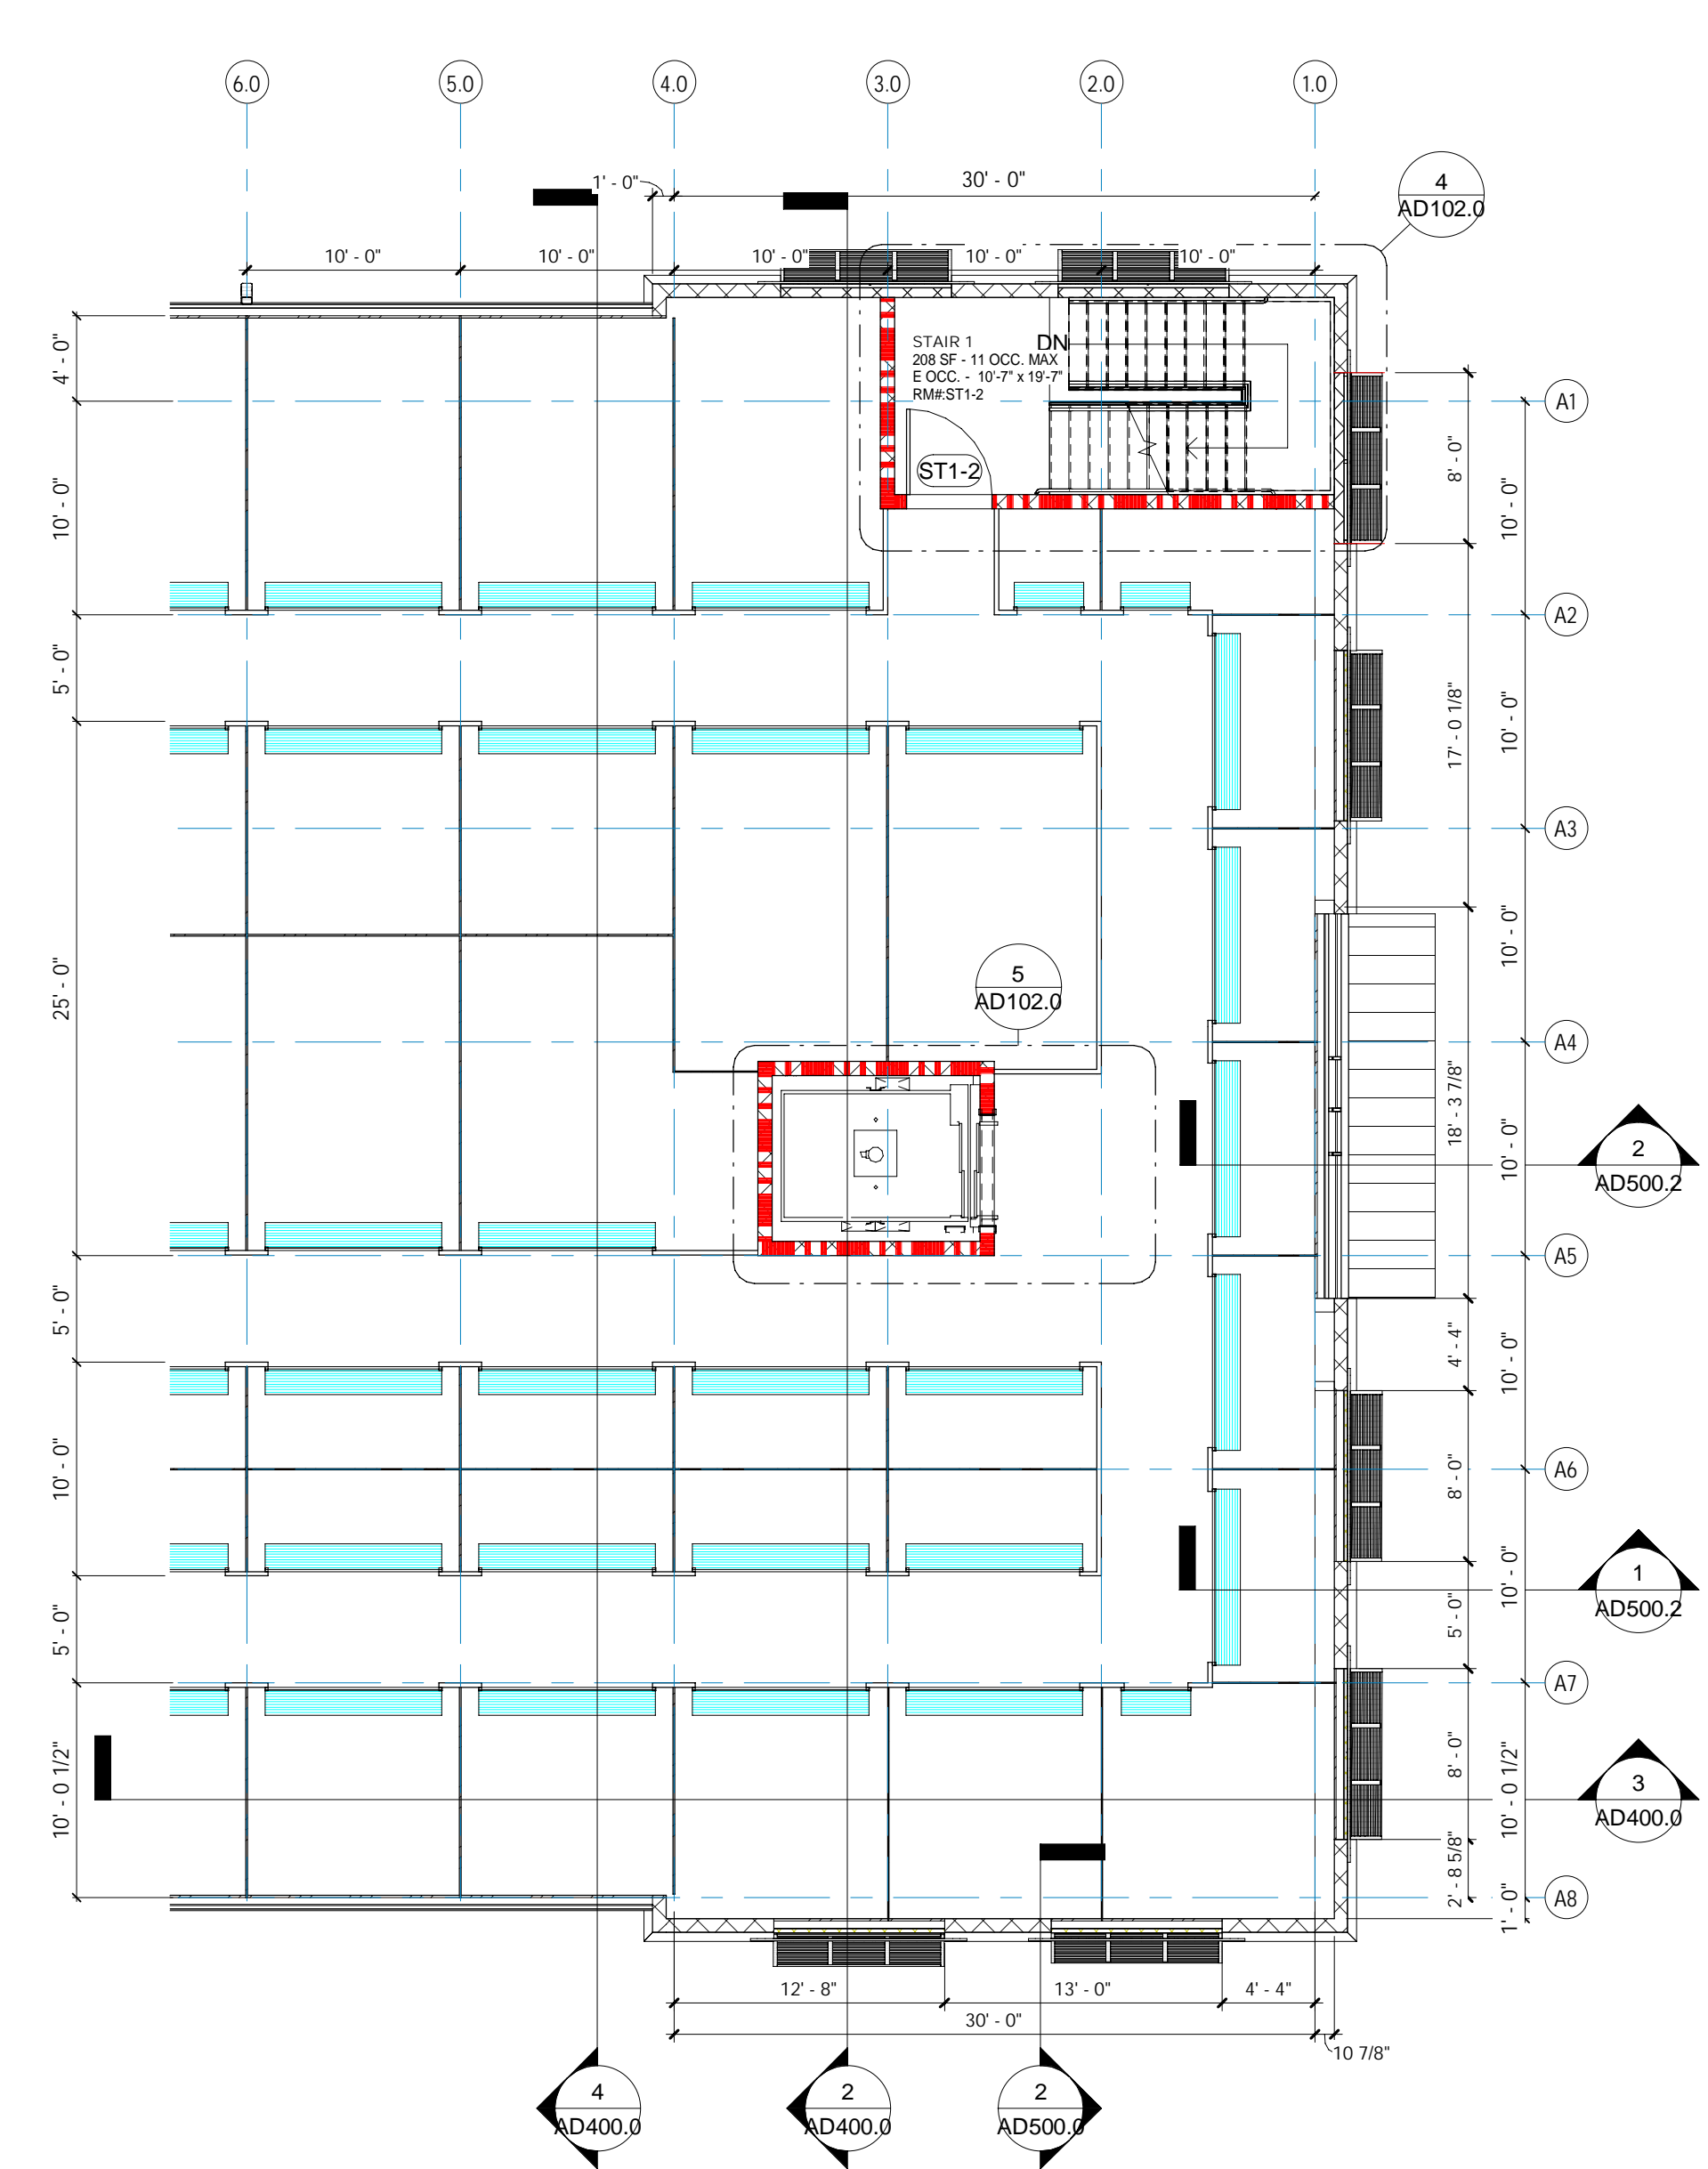 6.0
5.0
4.0
3.0
2.0
1.0
1' - 0"
30' - 0"
4
AD102.0
10' - 0"
10' - 0"
10' - 0"
10' - 0"
10' - 0"
4' - 0"
10' - 0"
5' - 0"
25' - 0"
5' - 0"
10' - 0"
5' - 0"
10' - 0 1/2"
STAIR 1
208 SF - 11 OCC. MAX
E OCC. - 10'-7" x 19'-7"
RM#:ST1-2
DN
ST1-2
5
AD102.0
8' - 0"
17' - 0 1/8"
18' - 3 7/8"
4' - 4"
8' - 0"
5' - 0"
8' - 0"
2' - 8 5/8"
10' - 0"
10' - 0"
10' - 0"
10' - 0"
10' - 0"
10' - 0"
10' - 0 1/2"
1' - 0"
A1
A2
A3
A4
A5
A6
A7
A8
2
AD500.2
1
AD500.2
3
AD400.0
12' - 8"
13' - 0"
4' - 4"
30' - 0"
10 7/8"
4
AD400.0
2
AD400.0
2
AD500.0